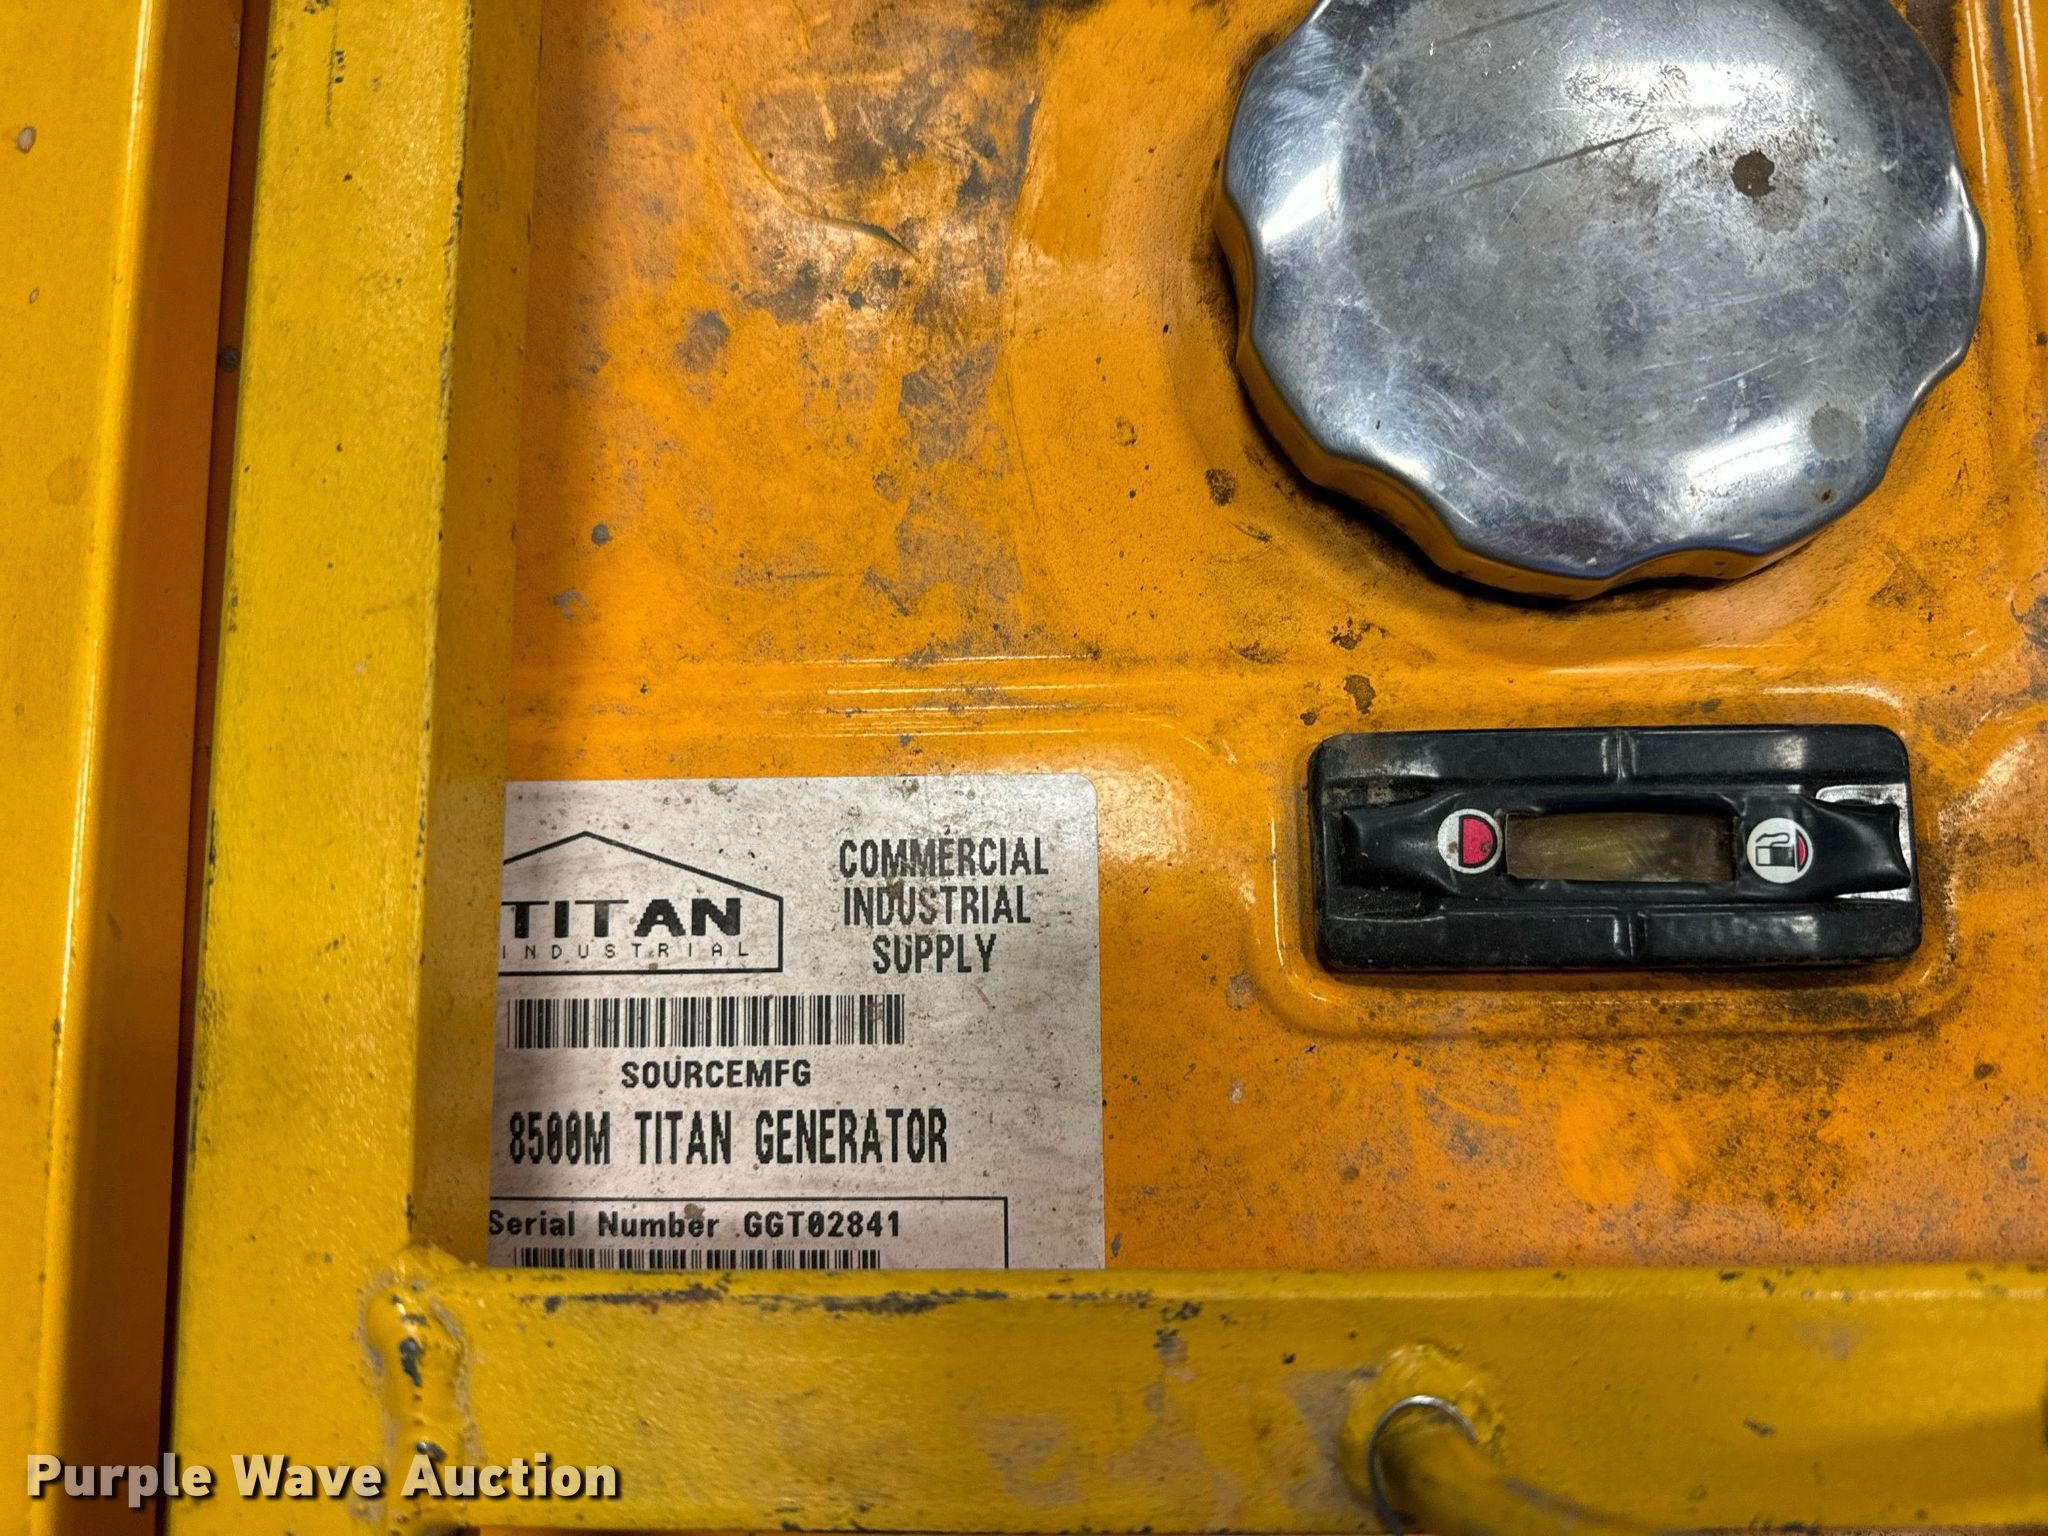 TITAN
INDUSTRIAL
COMMERCIAL
INDUSTRIAL
SUPPLY
SOURCEMFG
8500M TITAN GENERATOR
Serial Number GGT02841
Purple Wave Auction